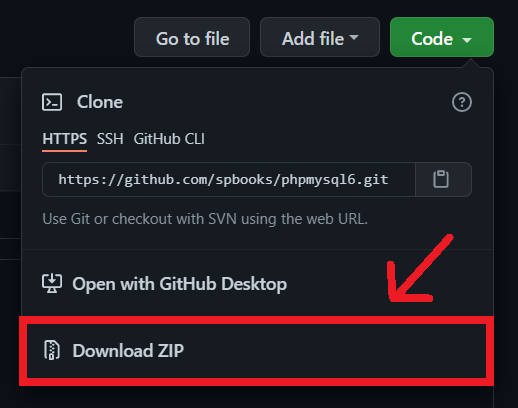 Go to file Add file Code
Clone
HTTPS SSH GitHub CLI
https://github.com/spbooks/phpmysql6.git
Use Git or checkout with SVN using the web URL.
Open with GitHub Desktop
Download ZIP